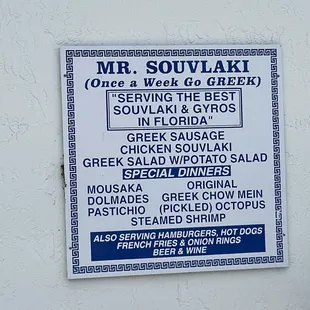 MR. SOUVLAKI
(Once a Week Go GREEK)
"SERVING THE BEST
SOUVLAKI & GYROS
IN FLORIDA"
GREEK SAUSAGE
CHICKEN SOUVLAKI
GREEK SALAD W/POTATO SALAD
SPECIAL DINNERS
MOUSAKA ORIGINAL
DOLMADES GREEK CHOW MEIN
PASTICHIO (PICKLED) OCTOPUS
STEAMED SHRIMP
ALSO SERVING HAMBURGERS, HOT DOGS
FRENCH FRIES & ONION RINGS
BEER & WINE